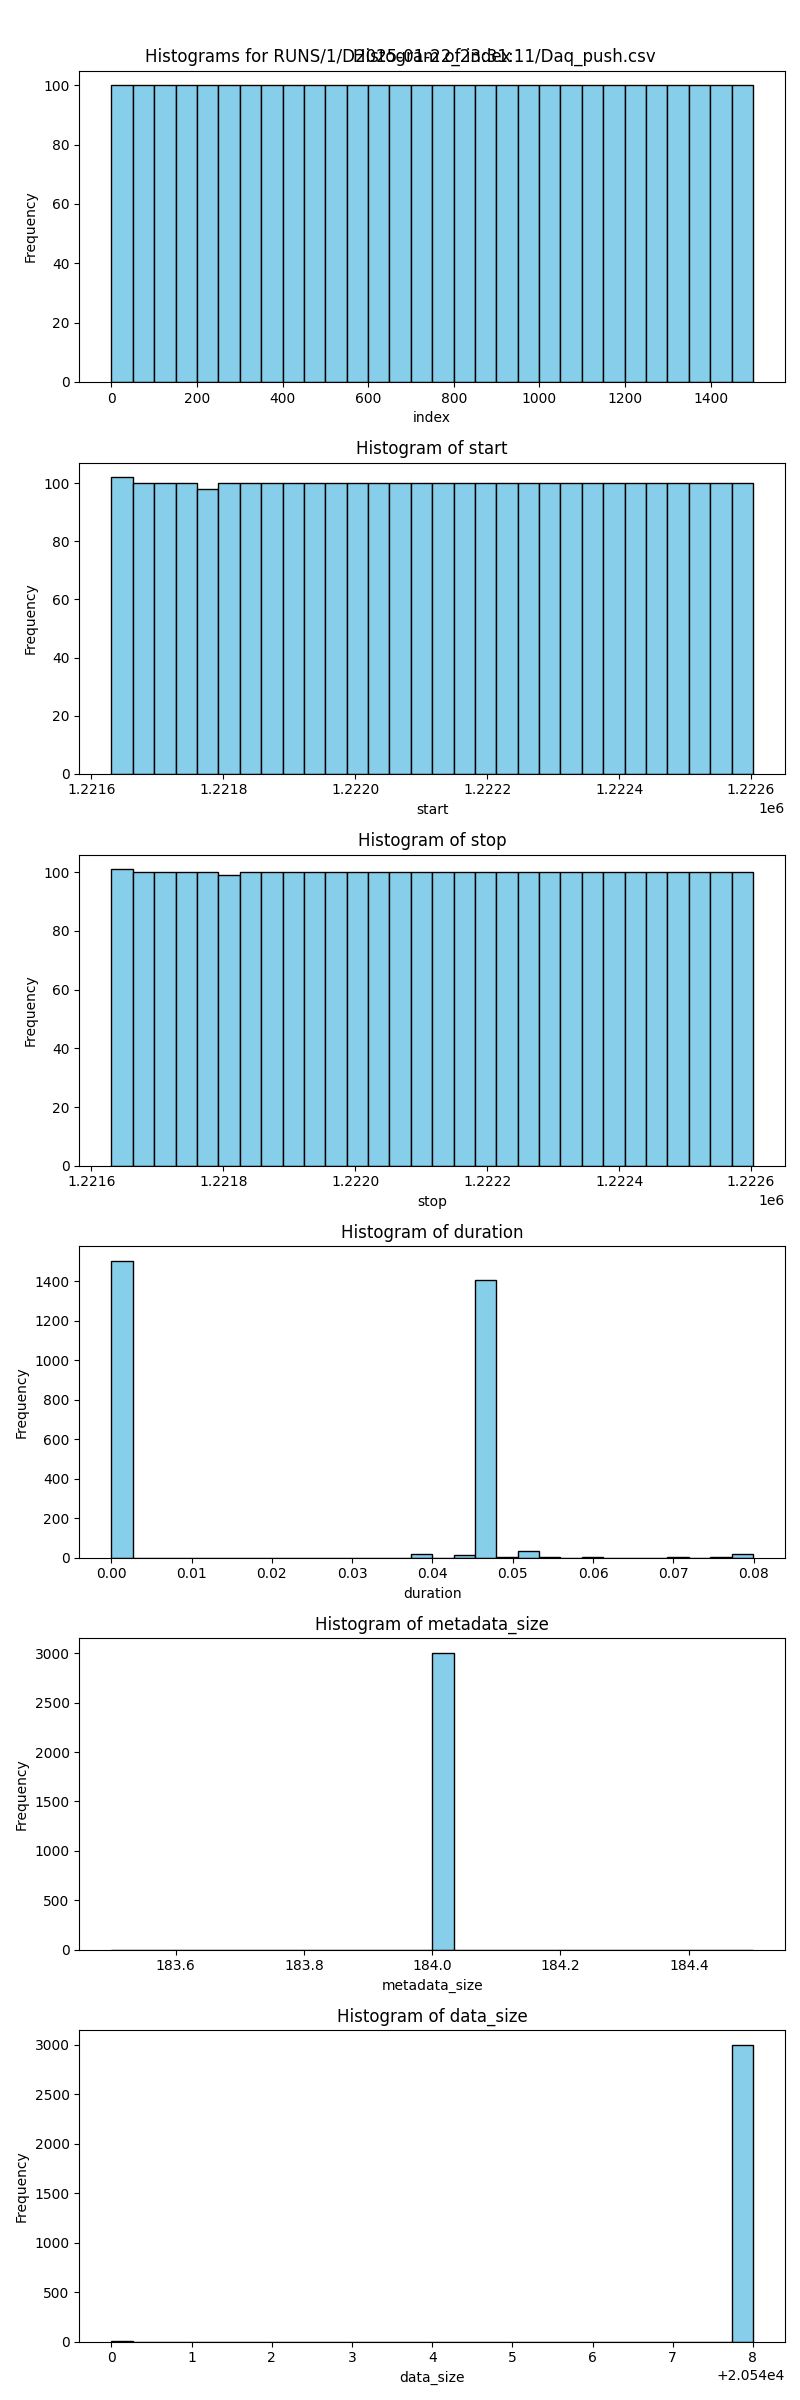 Histograms for RUNS/1/D2025-01-22_23:31:11/Daq_push.csv
Histogram of index
100
80
60
40
20
0
Frequency
0 200 400 600 800 1000 1200 1400
index
Histogram of start
100
80
60
40
20
0
Frequency
1.2216 1.2218 1.2220 1.2222 1.2224 1.2226
1e6
start
Histogram of stop
100
80
60
40
20
0
Frequency
1.2216 1.2218 1.2220 1.2222 1.2224 1.2226
1e6
stop
Histogram of duration
1400
1200
1000
800
600
400
200
0
Frequency
0.00 0.01 0.02 0.03 0.04 0.05 0.06 0.07 0.08
duration
Histogram of metadada_size
3000
2500
2000
1500
1000
500
0
Frequency
183.6 183.8 184.0 184.2 184.4
metadada_size
Histogram of data_size
3000
2500
2000
1500
1000
500
0
Frequency
0 1 2 3 4 5 6 7 8
+2.054e4
data_size